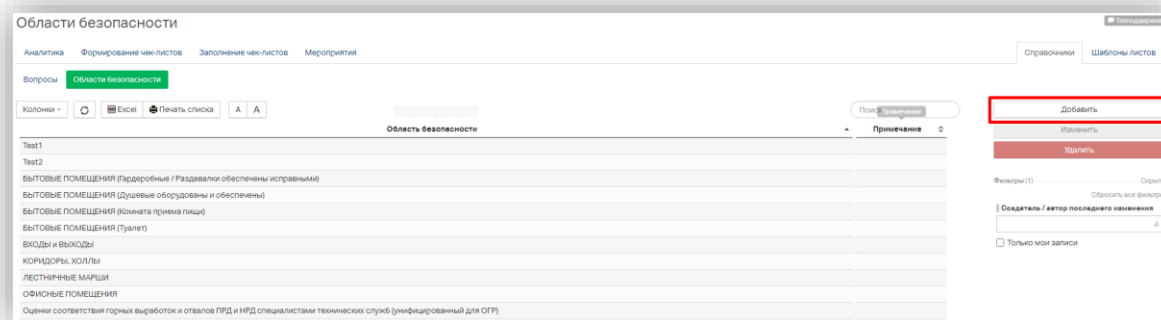 Области безопасности
Техподдержка
Аналитика Формирование чек-листов Заполнение чек-листов Мероприятия Справочники Шаблоны листов
Вопросы Области безопасности
Колонки Excel Печать списка A A Поиск Примечание Добавить
Область безопасности Примечание Изменить
Test1 Удалить
Test2
БЫТОВЫЕ ПОМЕЩЕНИЯ (Гардеробные / Раздевалки обеспечены исправными) Фильтры (1) Скрыть
БЫТОВЫЕ ПОМЕЩЕНИЯ (Душевые оборудованы и обеспечены) Сбросить все фильтры
БЫТОВЫЕ ПОМЕЩЕНИЯ (Комната приема пищи) Создатель / автор последнего изменения
БЫТОВЫЕ ПОМЕЩЕНИЯ (Туалет)
ВХОДЫ и ВЫХОДЫ Только мои записи
КОРИДОРЫ, ХОЛЛЫ
ЛЕСТНИЧНЫЕ МАРШИ
ОФИСНЫЕ ПОМЕЩЕНИЯ
Оценки соответствия горных выработок и отвалов ПРД и НРД специалистами технических служб (унифицированный для ОГР)